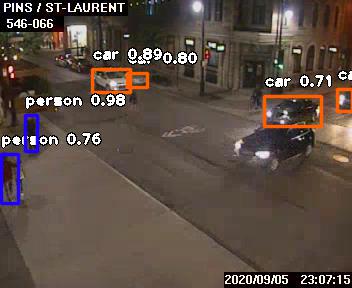 PINS / ST-LAURENT
546-066
car 0.89
0.80
car 0.71
person 0.98
person 0.76
2020/09/05 23:07:15